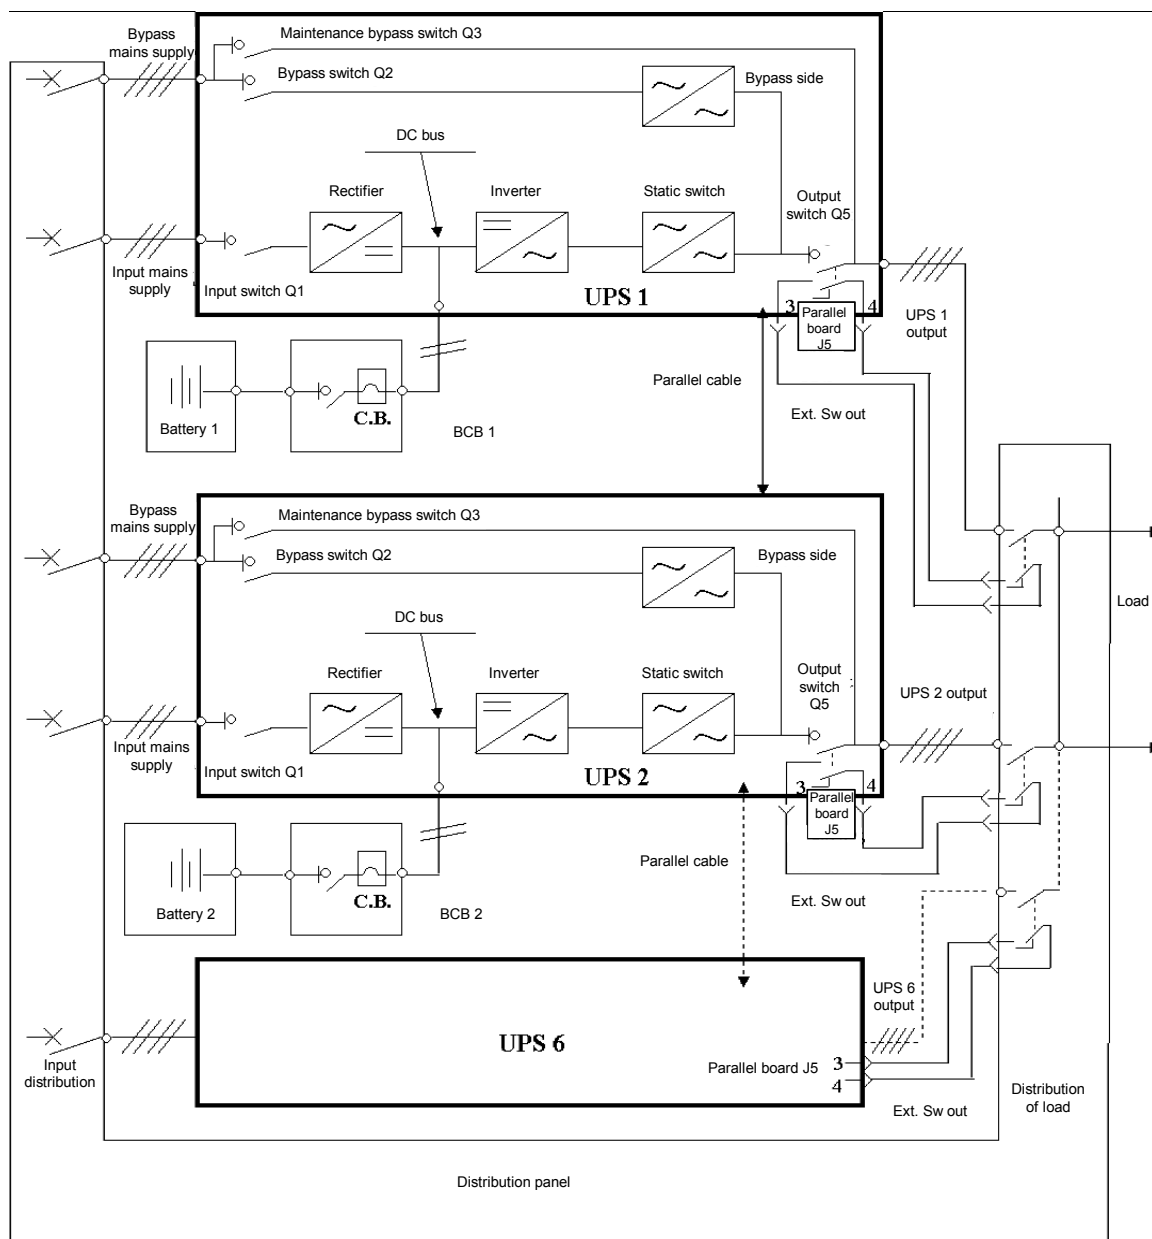 Bypass
mains supply
Maintenance bypass switch Q3
Bypass switch Q2
Bypass side
DC bus
Rectifier
Inverter
Static switch
Output
switch Q5
Input mains
supply
Input switch Q1
UPS 1
3
4
Parallel
board
J5
UPS 1
output
Parallel cable
Ext. Sw out
Battery 1
C.B.
BCB 1
Bypass
mains supply
Maintenance bypass switch Q3
Bypass switch Q2
Bypass side
Load
DC bus
Rectifier
Inverter
Static switch
Output
switch
Q5
UPS 2 output
Input mains
supply
Input switch Q1
UPS 2
3
4
Parallel
board
J5
Parallel cable
Ext. Sw out
Battery 2
C.B.
BCB 2
UPS 6
output
UPS 6
Parallel board J5
3
4
Input
distribution
Ext. Sw out
Distribution
of load
Distribution panel